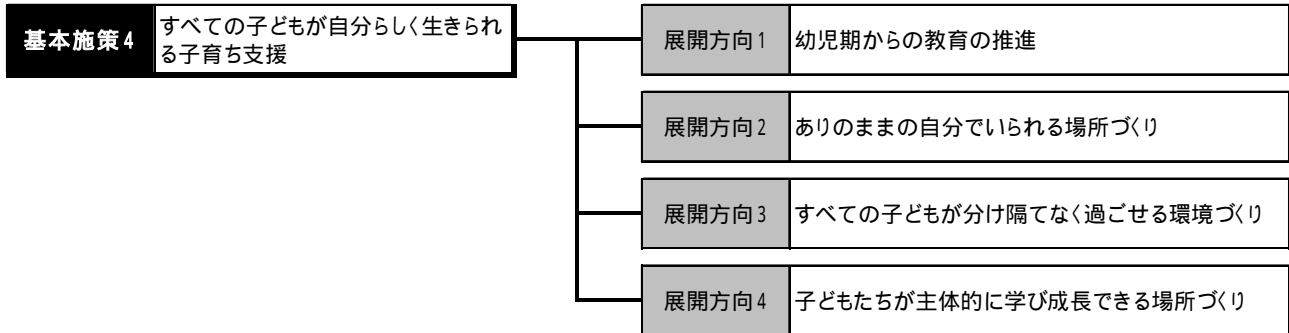 基本施策4
すべての子どもが自分らしく生きられ
る子育ち支援
展開方向1
幼児期からの教育の推進
展開方向2
ありのままの自分でいられる場所づくり
展開方向3
すべての子どもが分け隔てなく過ごせる環境づくり
展開方向4
子どもたちが主体的に学び成長できる場所づくり